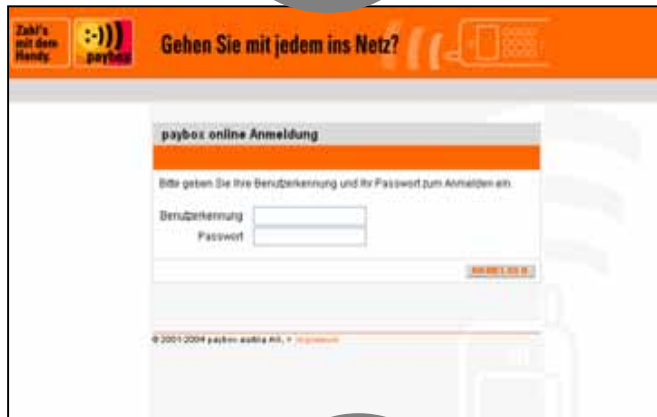 Zahl's
mit dem
Handy.
:-)))
paybox
Gehen Sie mit jedem ins Netz?
paybox online Anmeldung
Bitte geben Sie Ihre Benutzerkennung und Ihr Passwort zum Anmelden ein.
Benutzerkennung
Passwort
ANMELDEN
© 2001-2004 paybox austria AG. • Impressum